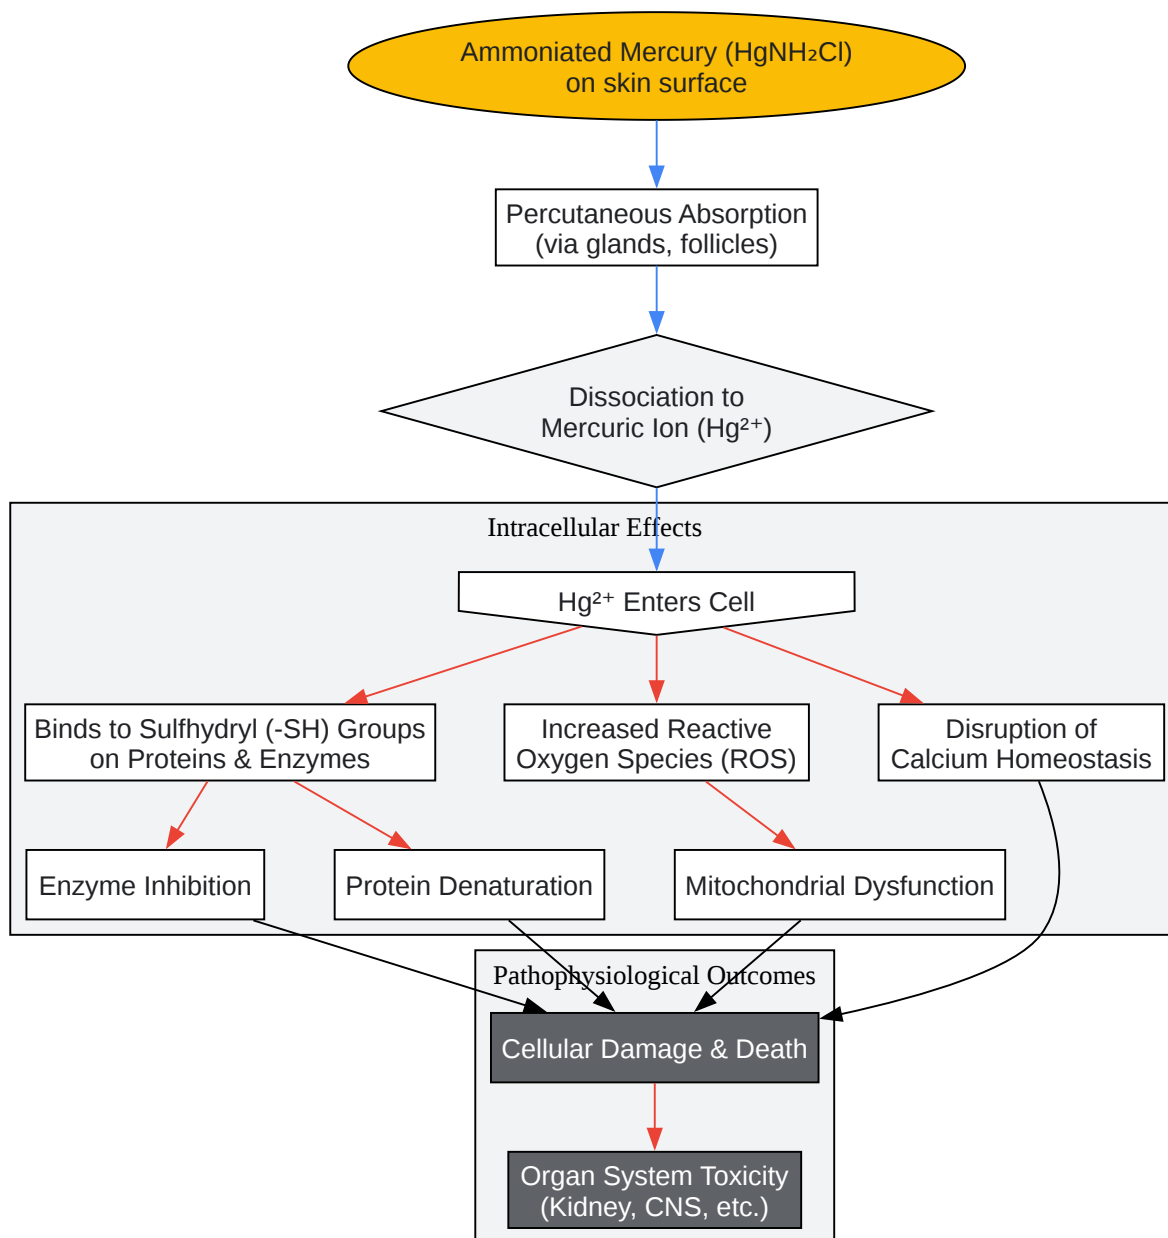 Ammoniated Mercury (HgNH₂Cl)
on skin surface
Percutaneous Absorption
(via glands, follicles)
Dissociation to
Mercuric Ion (Hg²⁺)
Intracellular Effects
Hg²⁺ Enters Cell
Binds to Sulfhydryl (-SH) Groups
on Proteins & Enzymes
Increased Reactive
Oxygen Species (ROS)
Disruption of
Calcium Homeostasis
Enzyme Inhibition
Protein Denaturation
Mitochondrial Dysfunction
Pathophysiological Outcomes
Cellular Damage & Death
Organ System Toxicity
(Kidney, CNS, etc.)